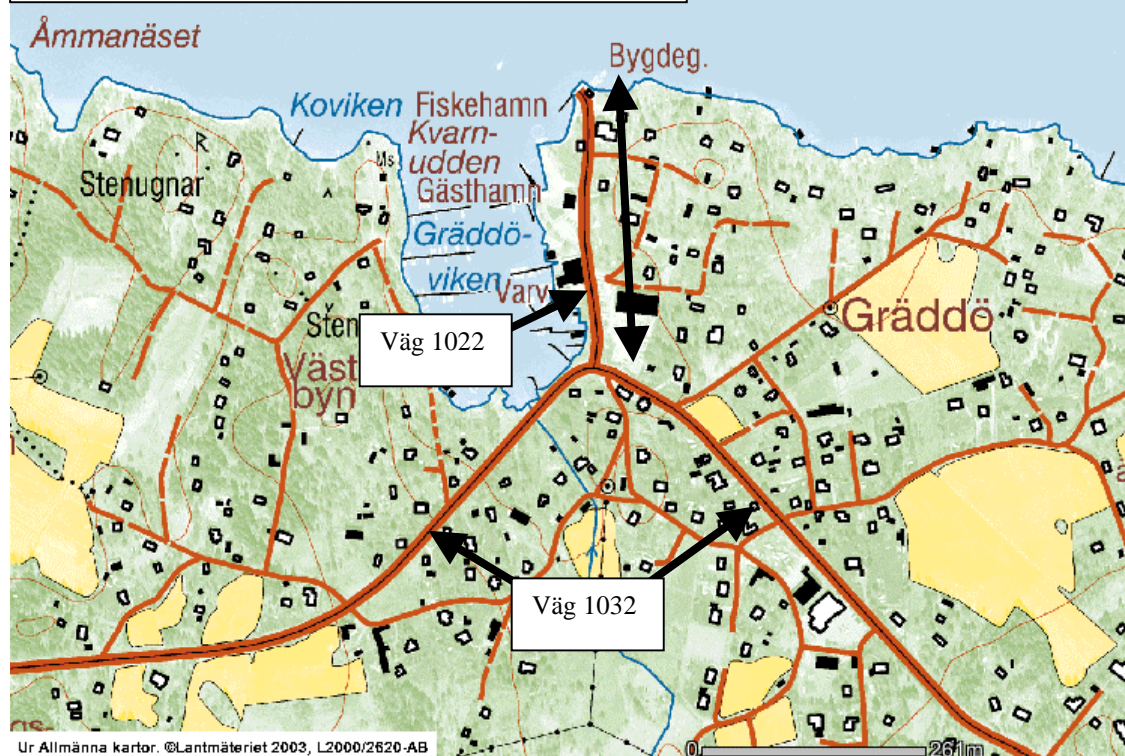 Åmmanäset
Bygdeg.
Koviken
Fiskehamn
Kvarn-
udden
Ms
R
Gästhamn
Stenugnar
Gräddö-
viken
Varv
Gräddö
Sten
Väg 1022
Väst
byn
Väg 1032
gs-
Ur Allmänna kartor. ©Lantmäteriet 2003, L2000/2620-AB
0
261m